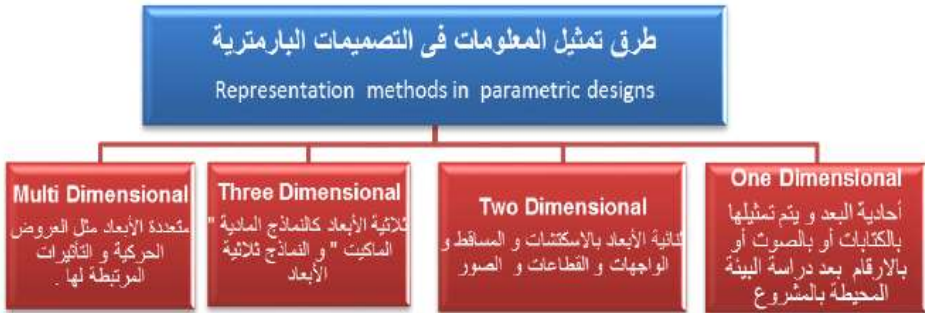 طرق تمثيل المعلومات فى التصميمات البارمترية
Representation methods in parametric designs
One Dimensional
أحادية البعد و يتم تمثيلها
بالكتابات أو بالصوت أو
بالارقام بعد دراسة البيئة
المحيطة بالمشروع
Two Dimensional
ثنائية الأبعاد بالاسكتشات و المساقط و
الواجهات و القطاعات و الصور
Three Dimensional
ثلاثية الأبعاد كالنماذج المادية "
الماكيت " و النماذج ثلاثية
الأبعاد
Multi Dimensional
متعددة الأبعاد مثل العروض
الحركية و التأثيرات
المرتبطة لها .